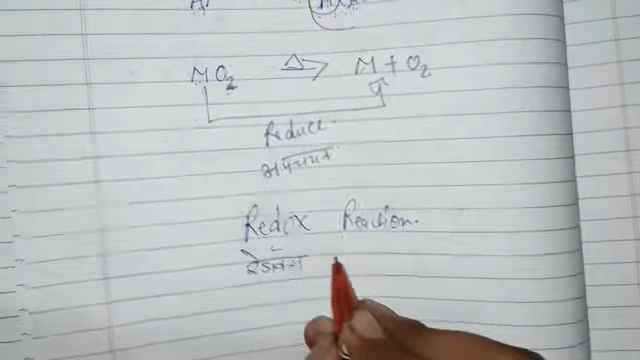 MO₂ △→ M + O₂
Reduce
अपचयन
Redox Reaction.
रेडाक्स